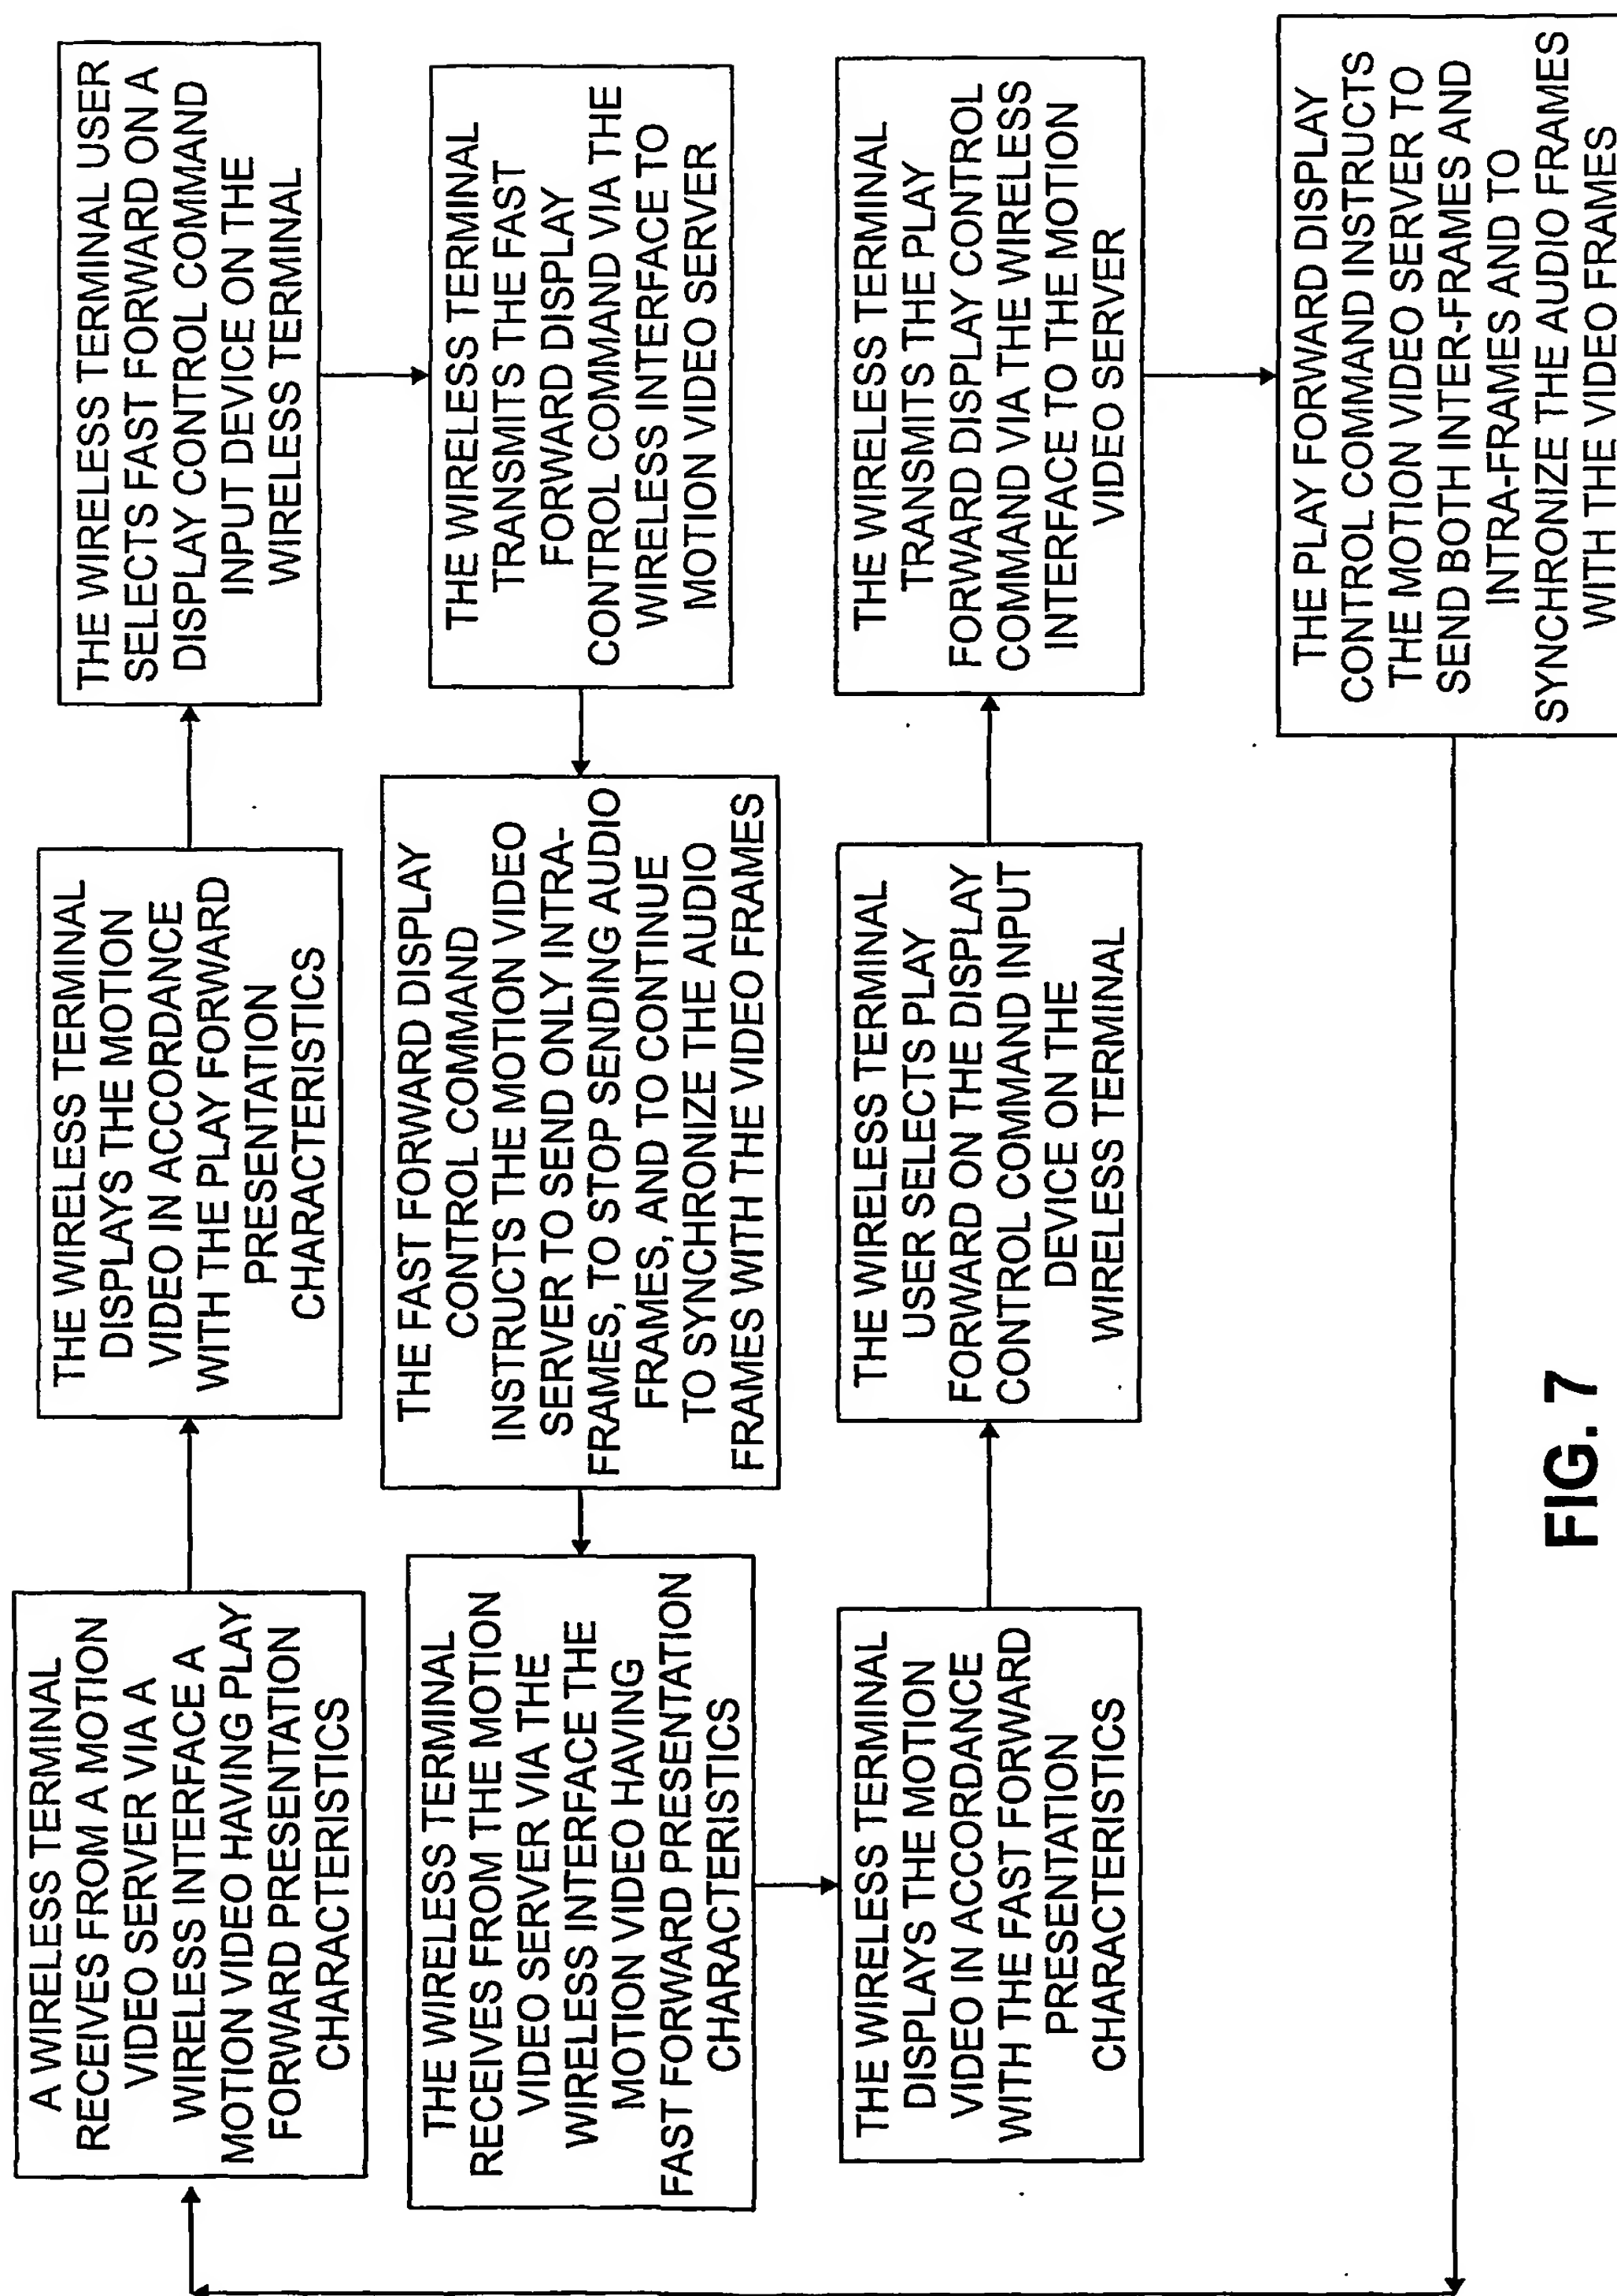 A WIRELESS TERMINAL
RECEIVES FROM A MOTION
VIDEO SERVER VIA A
WIRELESS INTERFACE A
MOTION VIDEO HAVING PLAY
FORWARD PRESENTATION
CHARACTERISTICS
THE WIRELESS TERMINAL
DISPLAYS THE MOTION
VIDEO IN ACCORDANCE
WITH THE PLAY FORWARD
PRESENTATION
CHARACTERISTICS
THE WIRELESS TERMINAL USER
SELECTS FAST FORWARD ON A
DISPLAY CONTROL COMMAND
INPUT DEVICE ON THE
WIRELESS TERMINAL
THE WIRELESS TERMINAL
TRANSMITS THE FAST
FORWARD DISPLAY
CONTROL COMMAND VIA THE
WIRELESS INTERFACE TO
MOTION VIDEO SERVER
THE FAST FORWARD DISPLAY
CONTROL COMMAND
INSTRUCTS THE MOTION VIDEO
SERVER TO SEND ONLY INTRA-
FRAMES, TO STOP SENDING AUDIO
FRAMES, AND TO CONTINUE
TO SYNCHRONIZE THE AUDIO
FRAMES WITH THE VIDEO FRAMES
THE WIRELESS TERMINAL
RECEIVES FROM THE MOTION
VIDEO SERVER VIA THE
WIRELESS INTERFACE THE
MOTION VIDEO HAVING
FAST FORWARD PRESENTATION
CHARACTERISTICS
THE WIRELESS TERMINAL
DISPLAYS THE MOTION
VIDEO IN ACCORDANCE
WITH THE FAST FORWARD
PRESENTATION
CHARACTERISTICS
THE WIRELESS TERMINAL
USER SELECTS PLAY
FORWARD ON THE DISPLAY
CONTROL COMMAND INPUT
DEVICE ON THE
WIRELESS TERMINAL
THE WIRELESS TERMINAL
TRANSMITS THE PLAY
FORWARD DISPLAY CONTROL
COMMAND VIA THE WIRELESS
INTERFACE TO THE MOTION
VIDEO SERVER
THE PLAY FORWARD DISPLAY
CONTROL COMMAND INSTRUCTS
THE MOTION VIDEO SERVER TO
SEND BOTH INTER-FRAMES AND
INTRA-FRAMES AND TO
SYNCHRONIZE THE AUDIO FRAMES
WITH THE VIDEO FRAMES
FIG. 7